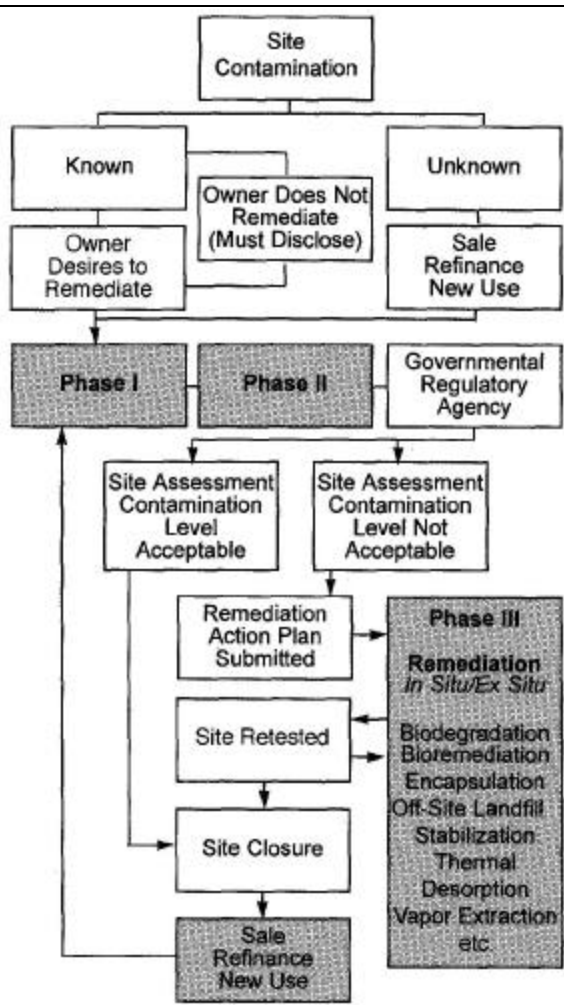 Site
Contamination
Known
Unknown
Owner Does Not
Remediate
(Must Disclose)
Owner
Desires to
Remediate
Sale
Refinance
New Use
Phase I
Phase II
Governmental
Regulatory
Agency
Site Assessment
Contamination
Level
Acceptable
Site Assessment
Contamination
Level Not
Acceptable
Remediation
Action Plan
Submitted
Phase III
Remediation
In Situ/Ex Situ
Biodegradation
Bioremediation
Encapsulation
Off-Site Landfill
Stabilization
Thermal
Desorption
Vapor Extraction
etc.
Site Retested
Site Closure
Sale
Refinance
New Use